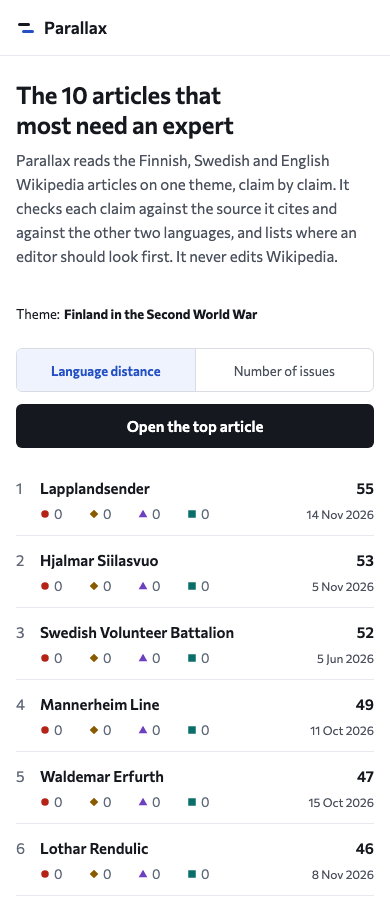 Parallax
The 10 articles that
most need an expert
Parallax reads the Finnish, Swedish and English
Wikipedia articles on one theme, claim by claim. It
checks each claim against the source it cites and
against the other two languages, and lists where an
editor should look first. It never edits Wikipedia.
Theme: Finland in the Second World War
Language distance
Number of issues
Open the top article
1 Lapplandsender 55
0 0 0 0 14 Nov 2026
2 Hjalmar Siilasvuo 53
0 0 0 0 5 Nov 2026
3 Swedish Volunteer Battalion 52
0 0 0 0 5 Jun 2026
4 Mannerheim Line 49
0 0 0 0 11 Oct 2026
5 Waldemar Erfurth 47
0 0 0 0 15 Oct 2026
6 Lothar Rendulic 46
0 0 0 0 8 Nov 2026